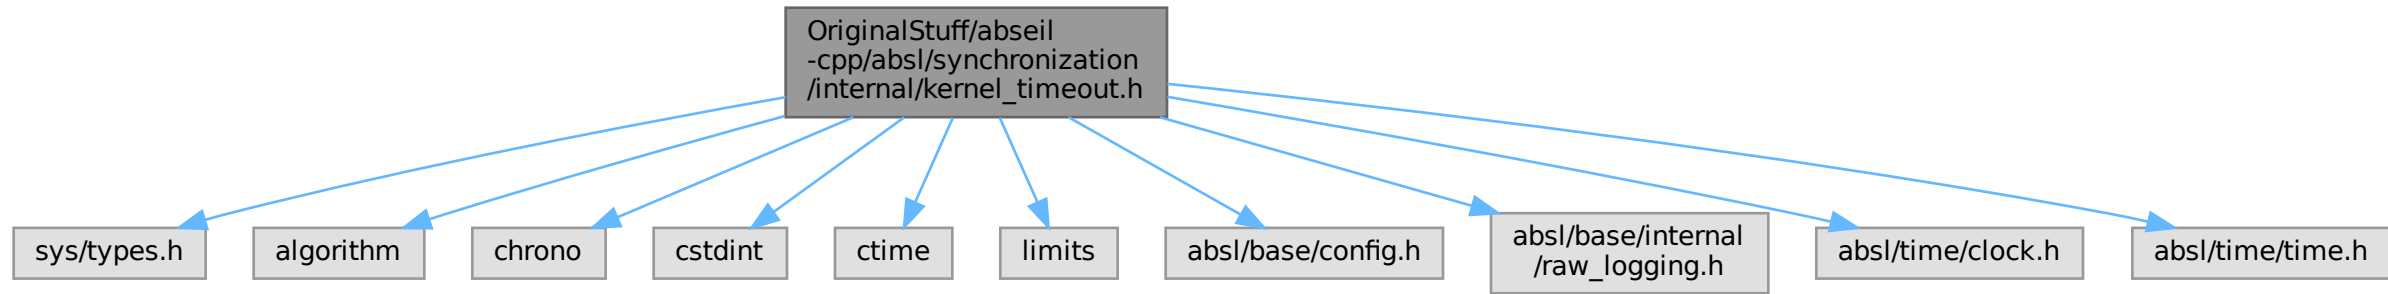 OriginalStuff/abseil
-cpp/absl/synchronization
/internal/kernel_timeout.h
sys/types.h
algorithm
chrono
cstdint
ctime
limits
absl/base/config.h
absl/base/internal
/raw_logging.h
absl/time/clock.h
absl/time/time.h